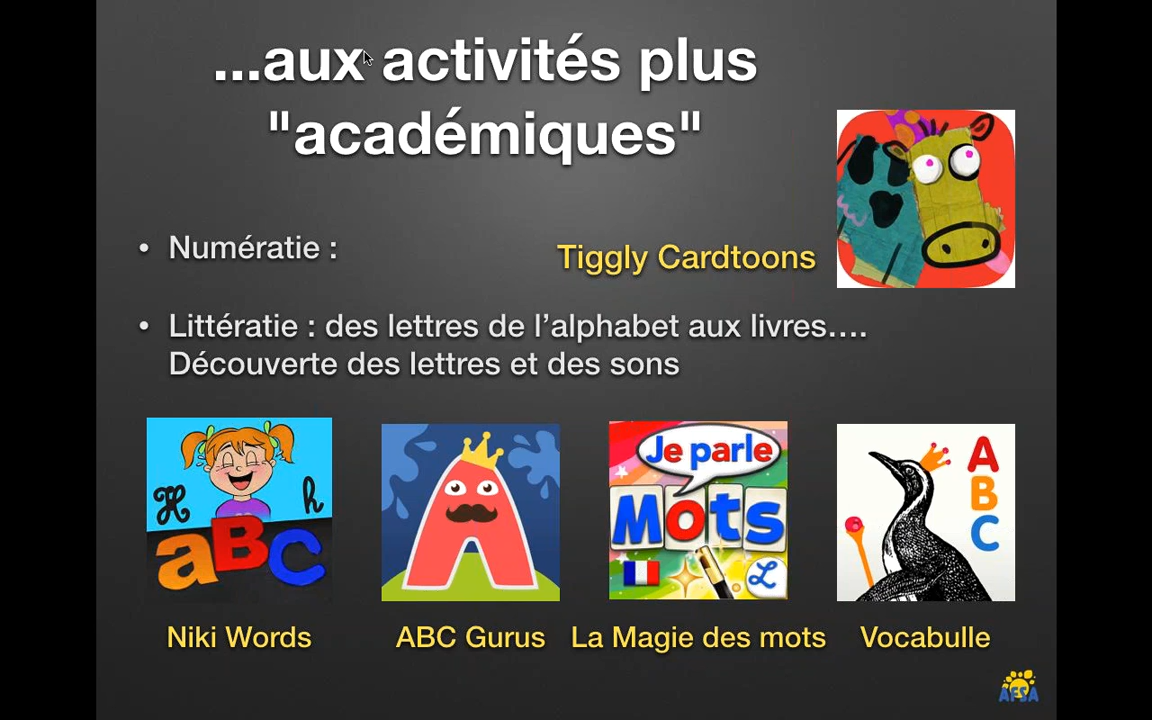 ...aux activités plus
"académiques"
• Numératie :
Tiggly Cardtoons
• Littératie : des lettres de l’alphabet aux livres….
Découverte des lettres et des sons
H h
aBC
Je parle
Mots
L
A
B
C
Niki Words
ABC Gurus
La Magie des mots
Vocabulle
AFSA